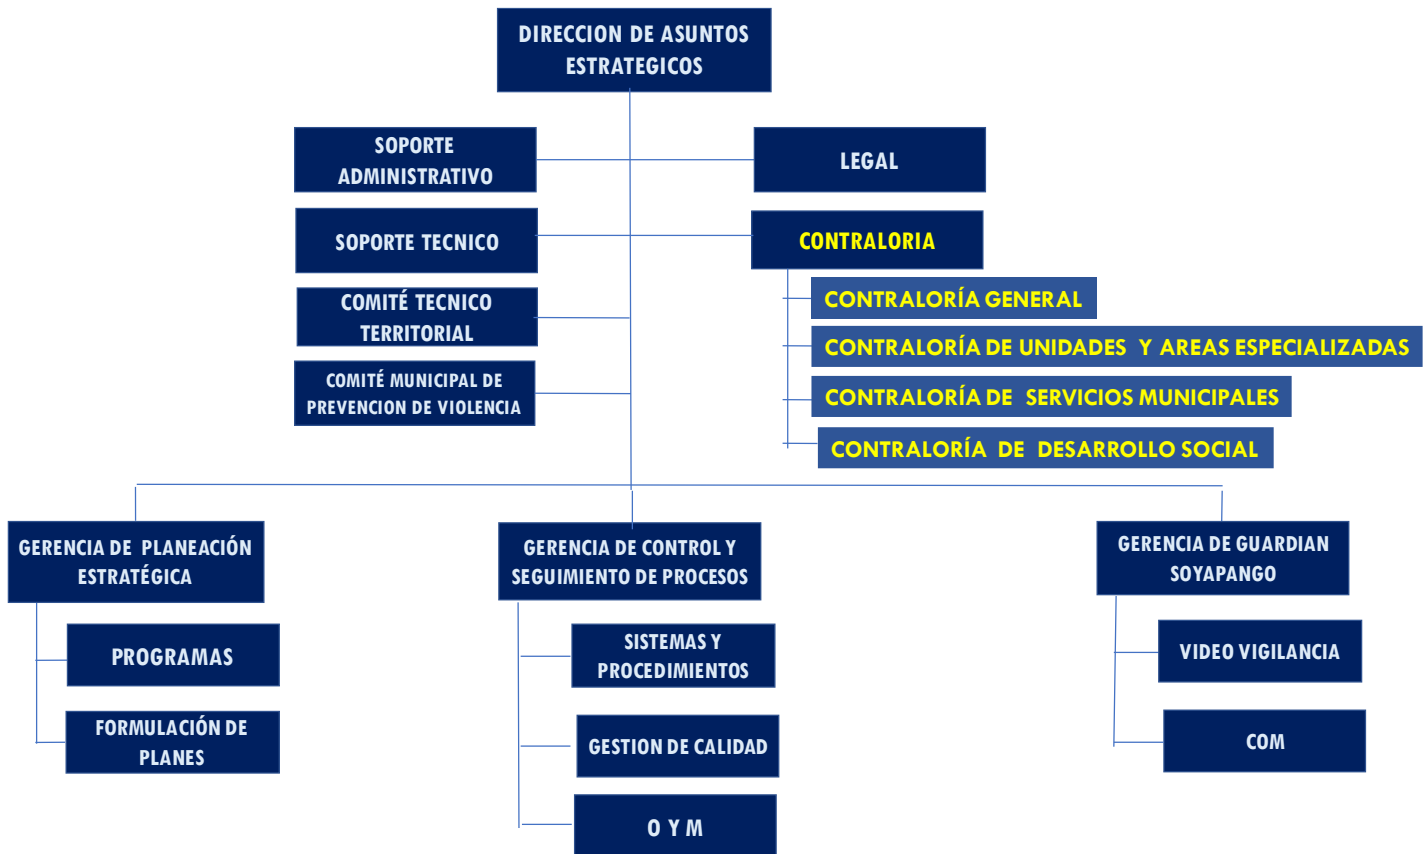 DIRECCION DE ASUNTOS
ESTRATEGICOS
SOPORTE
ADMINISTRATIVO
LEGAL
SOPORTE TECNICO
CONTRALORIA
CONTRALORÍA GENERAL
COMITÉ TECNICO
TERRITORIAL
CONTRALORÍA DE UNIDADES Y AREAS ESPECIALIZADAS
COMITÉ MUNICIPAL DE
PREVENCION DE VIOLENCIA
CONTRALORÍA DE SERVICIOS MUNICIPALES
CONTRALORÍA DE DESARROLLO SOCIAL
GERENCIA DE PLANEACIÓN
ESTRATÉGICA
PROGRAMAS
FORMULACIÓN DE
PLANES
GERENCIA DE CONTROL Y
SEGUIMIENTO DE PROCESOS
SISTEMAS Y
PROCEDIMIENTOS
GESTION DE CALIDAD
O Y M
GERENCIA DE GUARDIAN
SOYAPANGO
VIDEO VIGILANCIA
COM